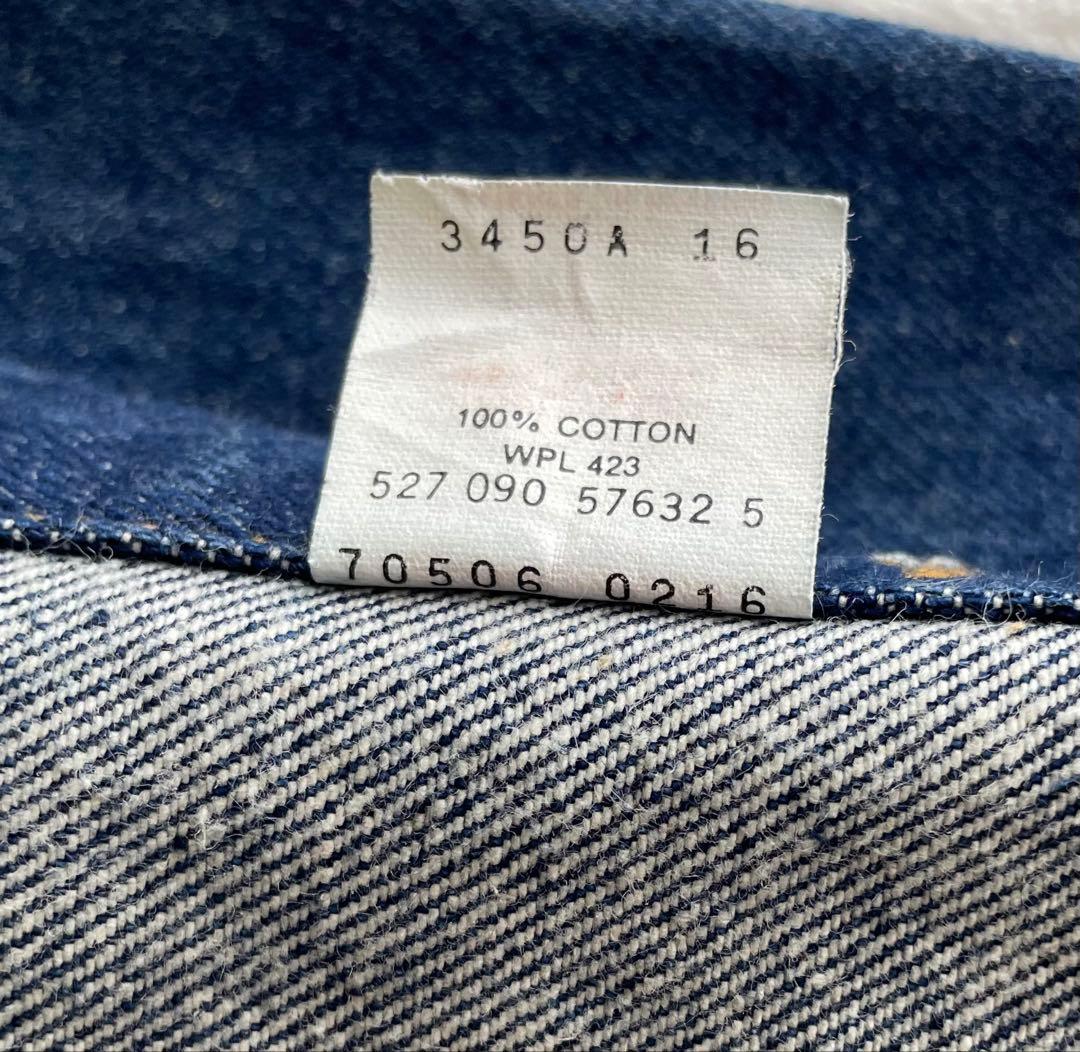 3450A 16
100% COTTON
WPL 423
527 090 57632 5
70506 0216